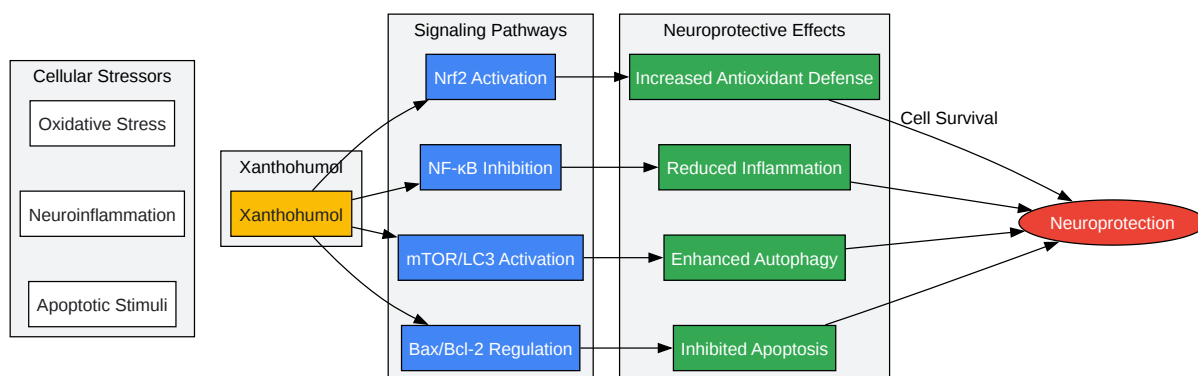 Cellular Stressors
Oxidative Stress
Neuroinflammation
Apoptotic Stimuli
Xanthohumol
Xanthohumol
Signaling Pathways
Nrf2 Activation
NF-κB Inhibition
mTOR/LC3 Activation
Bax/Bcl-2 Regulation
Neuroprotective Effects
Increased Antioxidant Defense
Reduced Inflammation
Enhanced Autophagy
Inhibited Apoptosis
Cell Survival
Neuroprotection